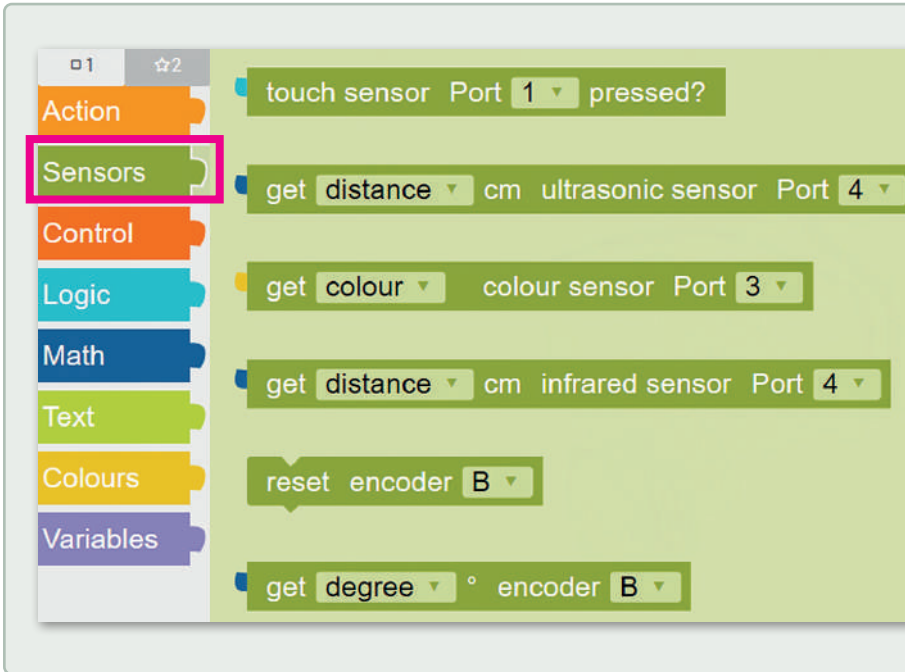 1 2
Action
Sensors
Control
Logic
Math
Text
Colours
Variables
touch sensor Port 1 pressed?
get distance cm ultrasonic sensor Port 4
get colour colour sensor Port 3
get distance cm infrared sensor Port 4
reset encoder B
get degree ° encoder B